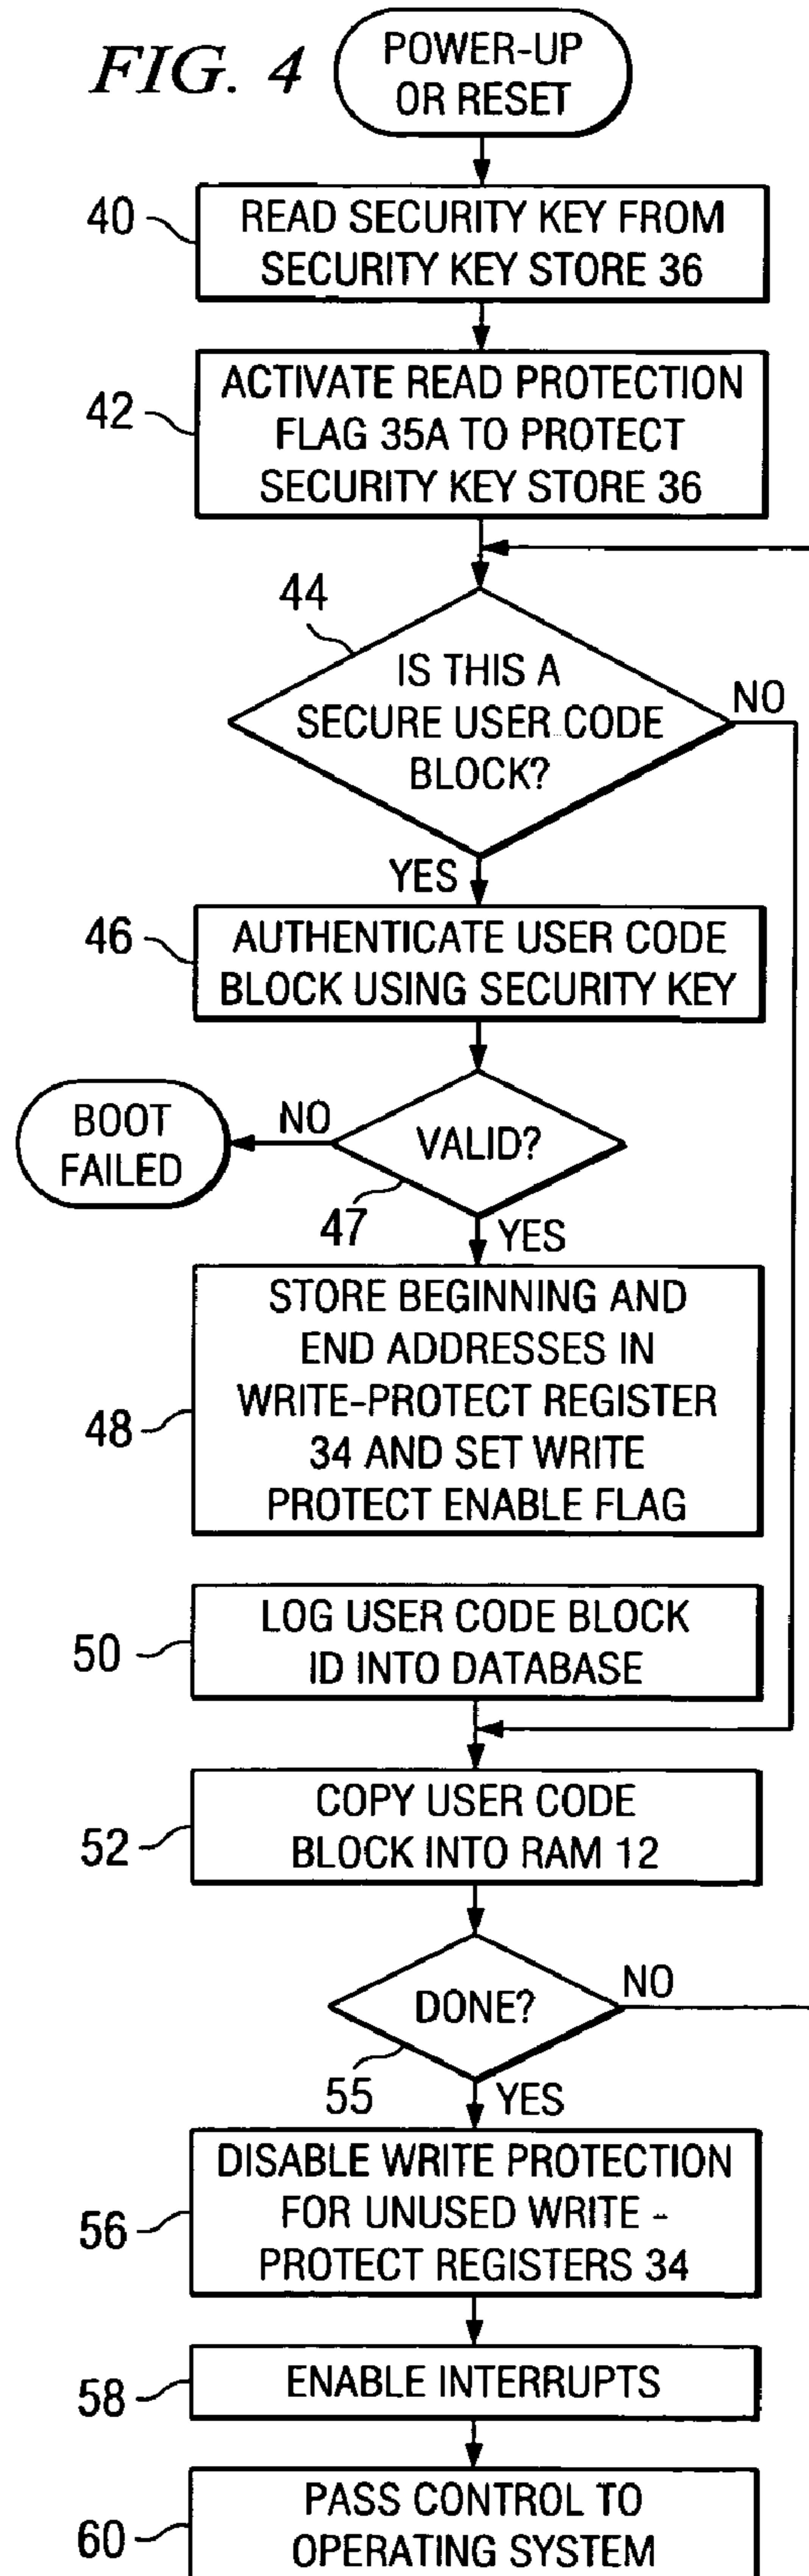 FIG. 4
POWER-UP
OR RESET
40
READ SECURITY KEY FROM
SECURITY KEY STORE 36
42
ACTIVATE READ PROTECTION
FLAG 35A TO PROTECT
SECURITY KEY STORE 36
44
IS THIS A
SECURE USER CODE
BLOCK?
NO
YES
46
AUTHENTICATE USER CODE
BLOCK USING SECURITY KEY
BOOT
FAILED
NO
VALID?
47
YES
48
STORE BEGINNING AND
END ADDRESSES IN
WRITE-PROTECT REGISTER
34 AND SET WRITE
PROTECT ENABLE FLAG
50
LOG USER CODE BLOCK
ID INTO DATABASE
52
COPY USER CODE
BLOCK INTO RAM 12
DONE?
NO
55
YES
56
DISABLE WRITE PROTECTION
FOR UNUSED WRITE -
PROTECT REGISTERS 34
58
ENABLE INTERRUPTS
60
PASS CONTROL TO
OPERATING SYSTEM